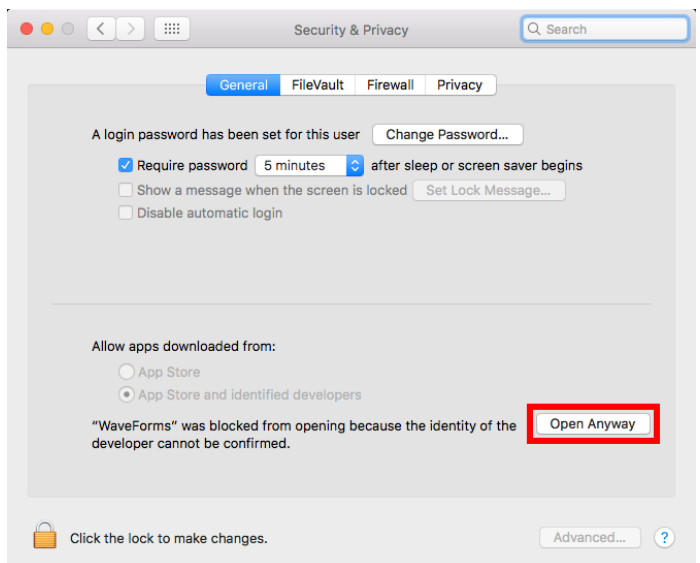 Security & Privacy
Search
General FileVault Firewall Privacy
A login password has been set for this user Change Password...
Require password 5 minutes after sleep or screen saver begins
Show a message when the screen is locked Set Lock Message...
Disable automatic login
Allow apps downloaded from:
App Store
App Store and identified developers
“WaveForms” was blocked from opening because the identity of the Open Anyway
developer cannot be confirmed.
Click the lock to make changes. Advanced... ?